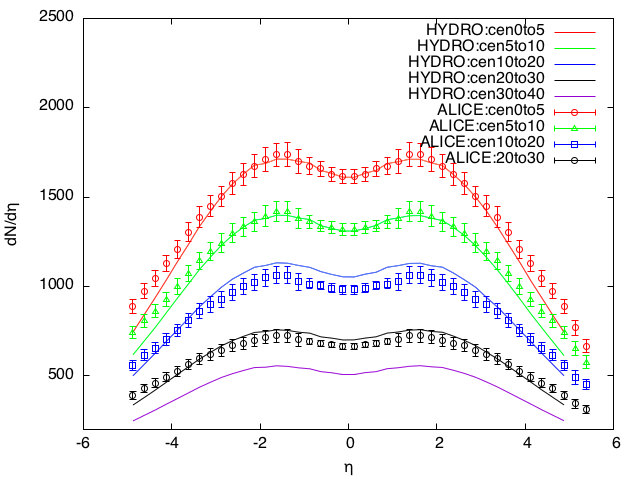 2500
2000
1500
1000
500
dN/dη
-6
-4
-2
0
2
4
6
η
HYDRO:cen0to5
HYDRO:cen5to10
HYDRO:cen10to20
HYDRO:cen20to30
HYDRO:cen30to40
ALICE:cen0to5
ALICE:cen5to10
ALICE:cen10to20
ALICE:20to30